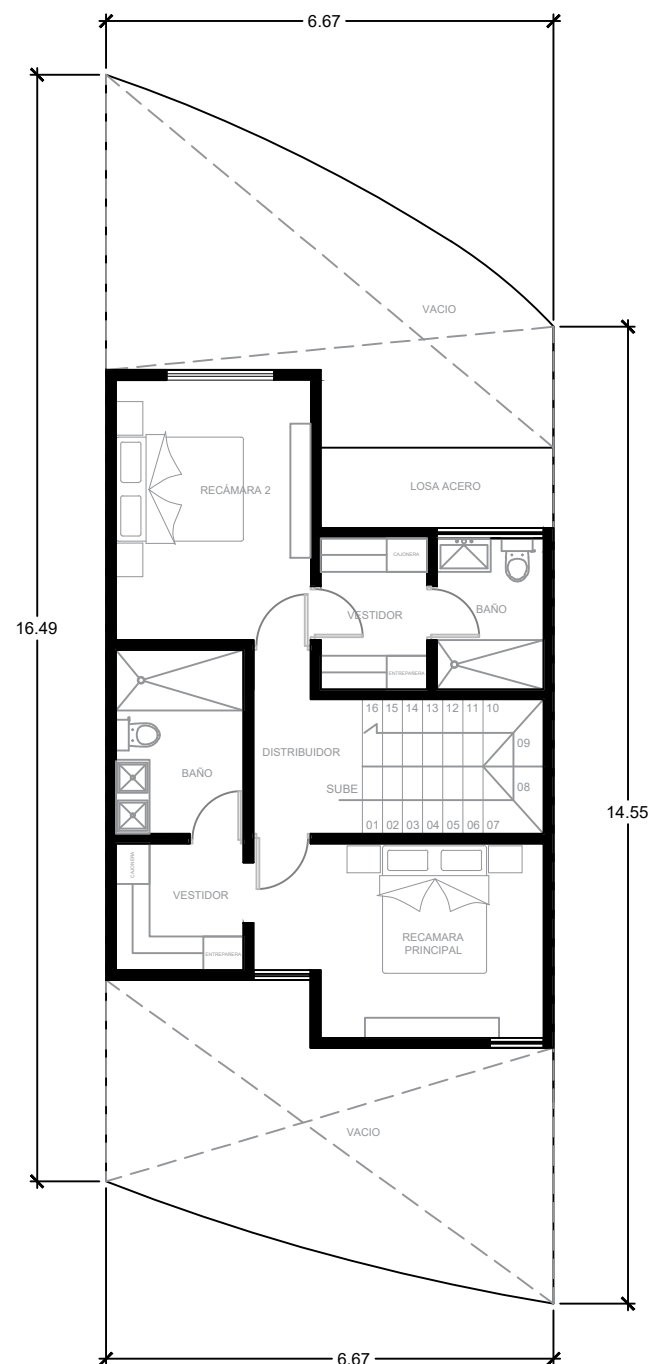 6.67
VACIO
RECÁMARA 2
LOSA ACERO
16.49
CAJONERA
VESTIDOR
BAÑO
ENTREPAÑERA
16 15 14 13 12 11 10
DISTRIBUIDOR
09
BAÑO
SUBE
08
14.55
01 02 03 04 05 06 07
CAJONERA
VESTIDOR
RECAMARA
PRINCIPAL
ENTREPAÑERA
VACIO
6.67